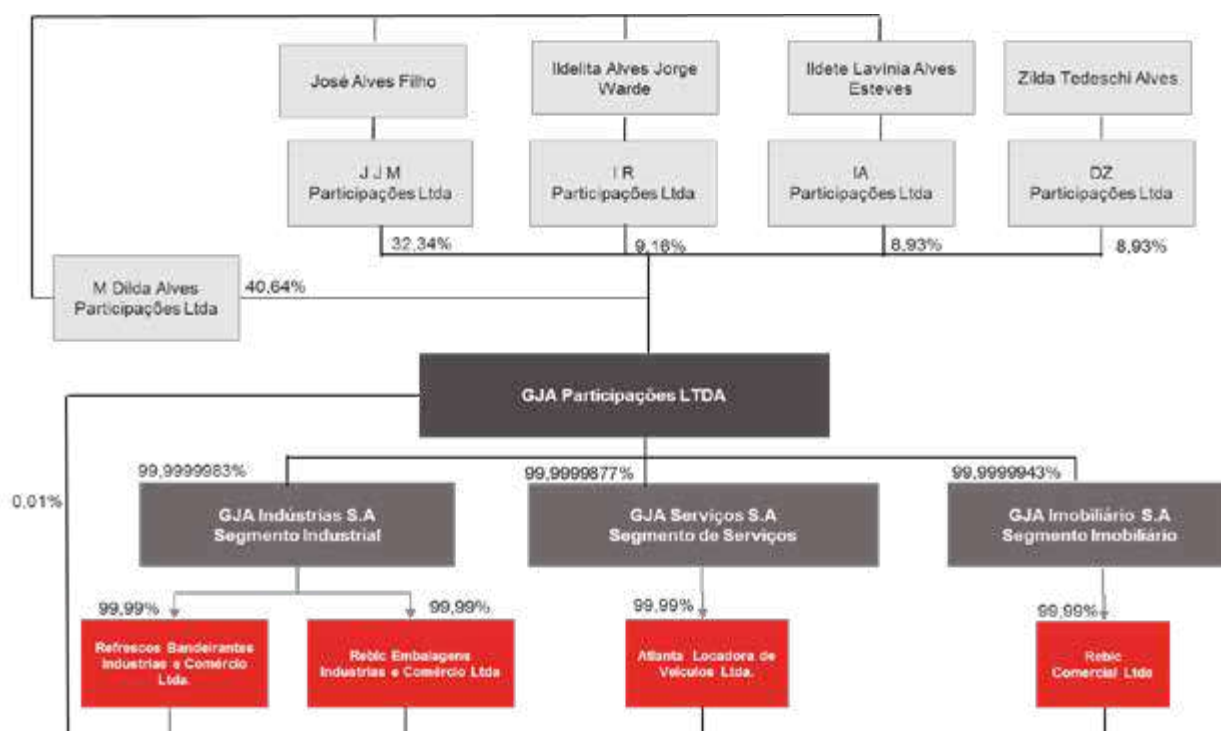 José Alves Filho
Ildelita Alves Jorge
Warde
Ildete Lavínia Alves
Esteves
Zilda Tedeschi Alves
J J M
Participações Ltda
I R
Participações Ltda
IA
Participações Ltda
DZ
Participações Ltda
32,34%
9,16%
8,93%
8,93%
M Dilda Alves
Participações Ltda
40,64%
GJA Participações LTDA
0,01%
99,9999983%
99,9999877%
99,9999943%
GJA Indústrias S.A
Segmento Industrial
GJA Serviços S.A
Segmento de Serviços
GJA Imobiliário S.A
Segmento Imobiliário
99,99%
99,99%
99,99%
99,99%
Refrescos Bandeirantes
Industrias e Comércio
Ltda.
Rebic Embalagens
Industrias e Comércio Ltda
Atlanta Locadora de
Veículos Ltda.
Rebic
Comercial Ltda